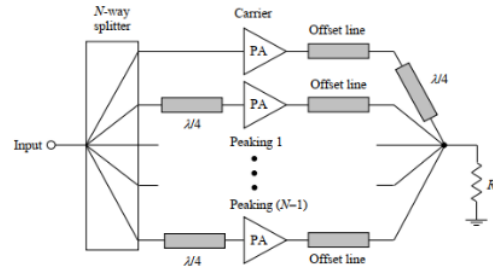 N-way
splitter
Carrier
PA
Offset line
λ/4
λ/4
PA
Offset line
Input
Peaking 1
R
Peaking (N–1)
λ/4
PA
Offset line